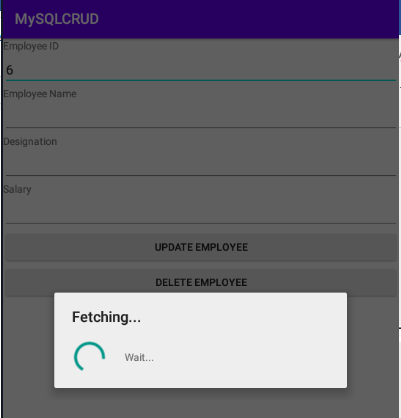 MySQLCRUD
Employee ID
6
Employee Name
Designation
Salary
UPDATE EMPLOYEE
DELETE EMPLOYEE
Fetching...
Wait...